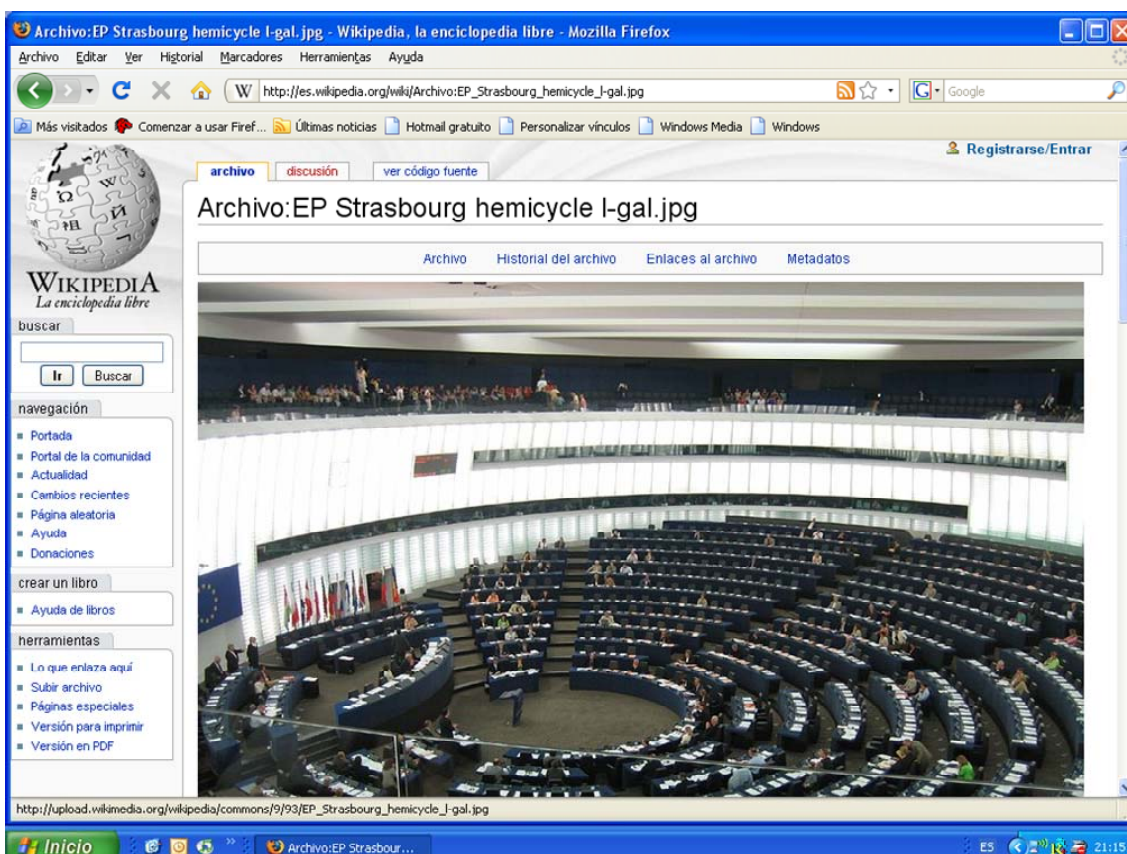 Archivo:EP Strasbourg hemicycle l-gal.jpg - Wikipedia, la enciclopedia libre - Mozilla Firefox
Archivo Editar Ver Historial Marcadores Herramientas Ayuda
W http://es.wikipedia.org/wiki/Archivo:EP_Strasbourg_hemicycle_l-gal.jpg G Google
Más visitados Comenzar a usar Firef... Últimas noticias Hotmail gratuito Personalizar vínculos Windows Media Windows
Registrarse/Entrar
archivo discusión ver código fuente
Archivo:EP Strasbourg hemicycle l-gal.jpg
Archivo Historial del archivo Enlaces al archivo Metadatos
WIKIPEDIA
La enciclopedia libre
buscar
Ir Buscar
navegación
Portada
Portal de la comunidad
Actualidad
Cambios recientes
Página aleatoria
Ayuda
Donaciones
crear un libro
Ayuda de libros
herramientas
Lo que enlaza aquí
Subir archivo
Páginas especiales
Versión para imprimir
Versión en PDF
http://upload.wikimedia.org/wikipedia/commons/9/93/EP_Strasbourg_hemicycle_l-gal.jpg
Inicio Archivo:EP Strasbour... ES 21:15